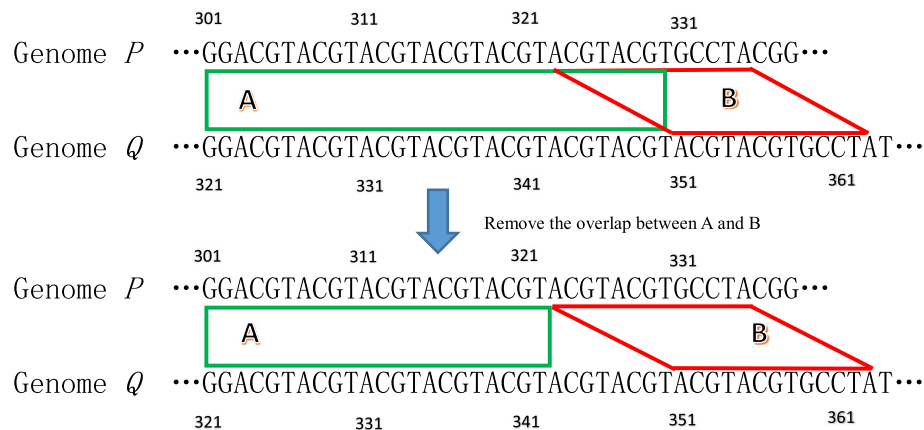 301 311 321 331
Genome P ···GGACGTACGTACGTACGTACGTACGTACGTGCCTACGG···
A B
Genome Q ···GGACGTACGTACGTACGTACGTACGTACGTACGTACGTGCCTAT···
321 331 341 351 361
Remove the overlap between A and B
301 311 321 331
Genome P ···GGACGTACGTACGTACGTACGTACGTACGTGCCTACGG···
A B
Genome Q ···GGACGTACGTACGTACGTACGTACGTACGTACGTACGTGCCTAT···
321 331 341 351 361